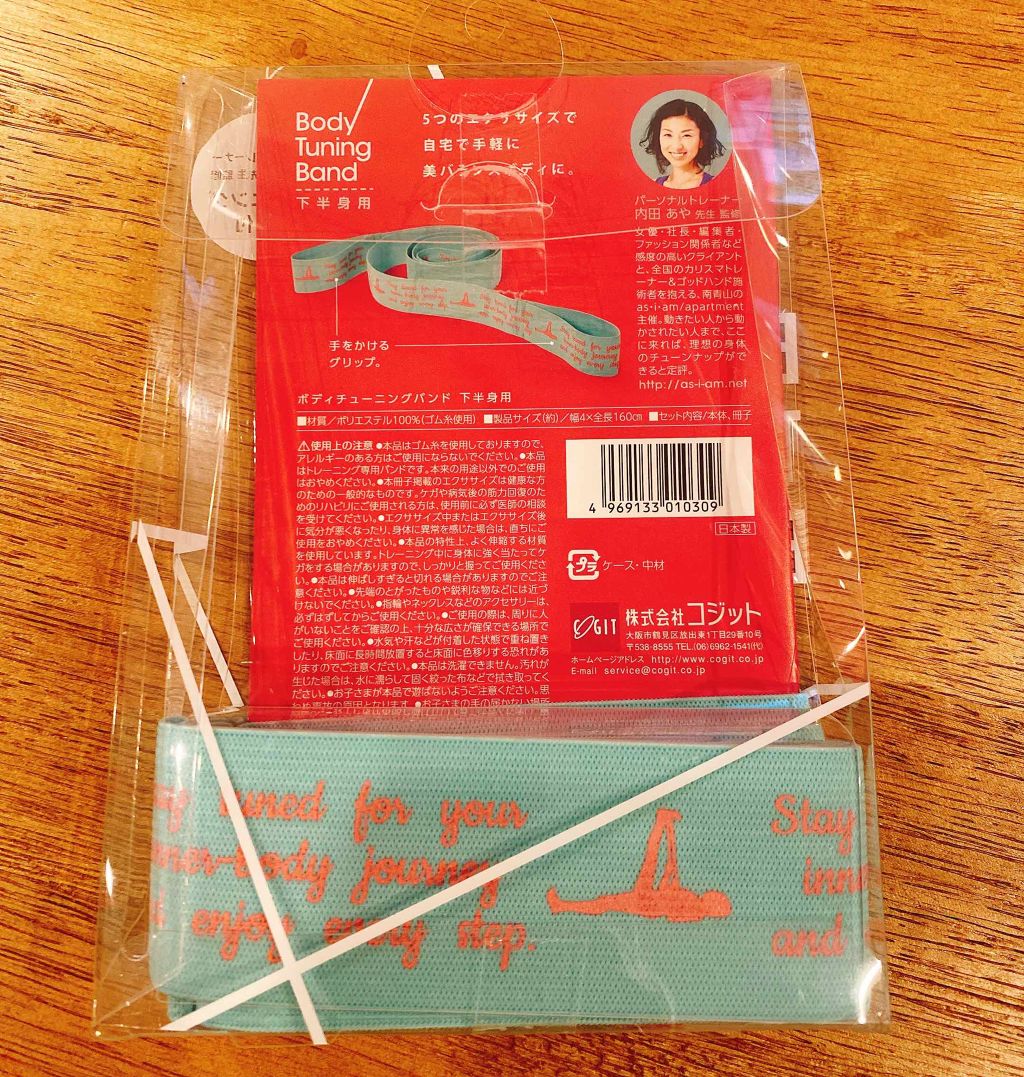 Body
Tuning
Band
下半身用
5つのエクササイズで
自宅で手軽に
美バランスボディに。
パーソナルトレーナー
内田 あや 先生 監修
女優・社長・編集者・
ファッション関係者など
感度の高いクライアント
と、全国のカリスマトレ
ーナー&ゴッドハンド施
術者を抱える、南青山の
as・i・am/apartment
主催。動きたい人から動
かされたい人まで、ここ
に来れば、理想の身体
のチューンナップがで
きると定評。
http://as-i-am.net
手をかける
グリップ。
ボディチューニングバンド 下半身用
■材質/ポリエステル100%(ゴム糸使用) ■製品サイズ(約)/幅4×全長160㎝ ■セット内容/本体、冊子
⚠使用上の注意 ●本品はゴム糸を使用しておりますので、
アレルギーのある方はご使用にならないでください。●本品
はトレーニング専用バンドです。本来の用途以外でのご使用
はおやめください。●本冊子掲載のエクササイズは健康な方
のための一般的なものです。ケガや病気後の筋力回復のた
めのリハビリにご使用される方は、使用前に必ず医師の相談
を受けてください。●エクササイズ中またはエクササイズ後
に気分が悪くなったり、身体に異常を感じた場合は、直ちにご
使用をおやめください。●本品の特性上、よく伸縮する材質
を使用しています。トレーニング中に身体に強く当たってケ
ガをする場合がありますので、しっかりと握ってご使用くださ
い。●本品は伸ばしすぎると切れる場合がありますのでご注
意ください。●先端のとがったものや鋭利な物などには近づ
けないでください。●指輪やネックレスなどのアクセサリーは、
必ずはずしてからご使用ください。●ご使用の際は、周りに人
がいないことをご確認の上、十分な広さが確保できる場所で
ご使用ください。●水気や汗などが付着した状態で重ね置き
したり、床面に長時間放置すると床面に色移りする恐れがあ
りますのでご注意ください。●本品は洗濯できません。汚れが
生じた場合は、水に濡らして固く絞った布などで拭き取ってく
ださい。●お子さまが本品で遊ばないようご注意ください。思
わぬ事故の原因となります。●お子さまの手の届かない場所
4 969133 010309
日本製
プラ ケース・中材
COGIT 株式会社コジット
大阪市鶴見区放出東1丁目29番10号
〒538-8555 TEL.(06)6962-1541(代)
ホームページアドレス http://www.cogit.co.jp
E-mail service@cogit.co.jp
tuned for your
inner-body journey
enjoy every step.
Stay
and